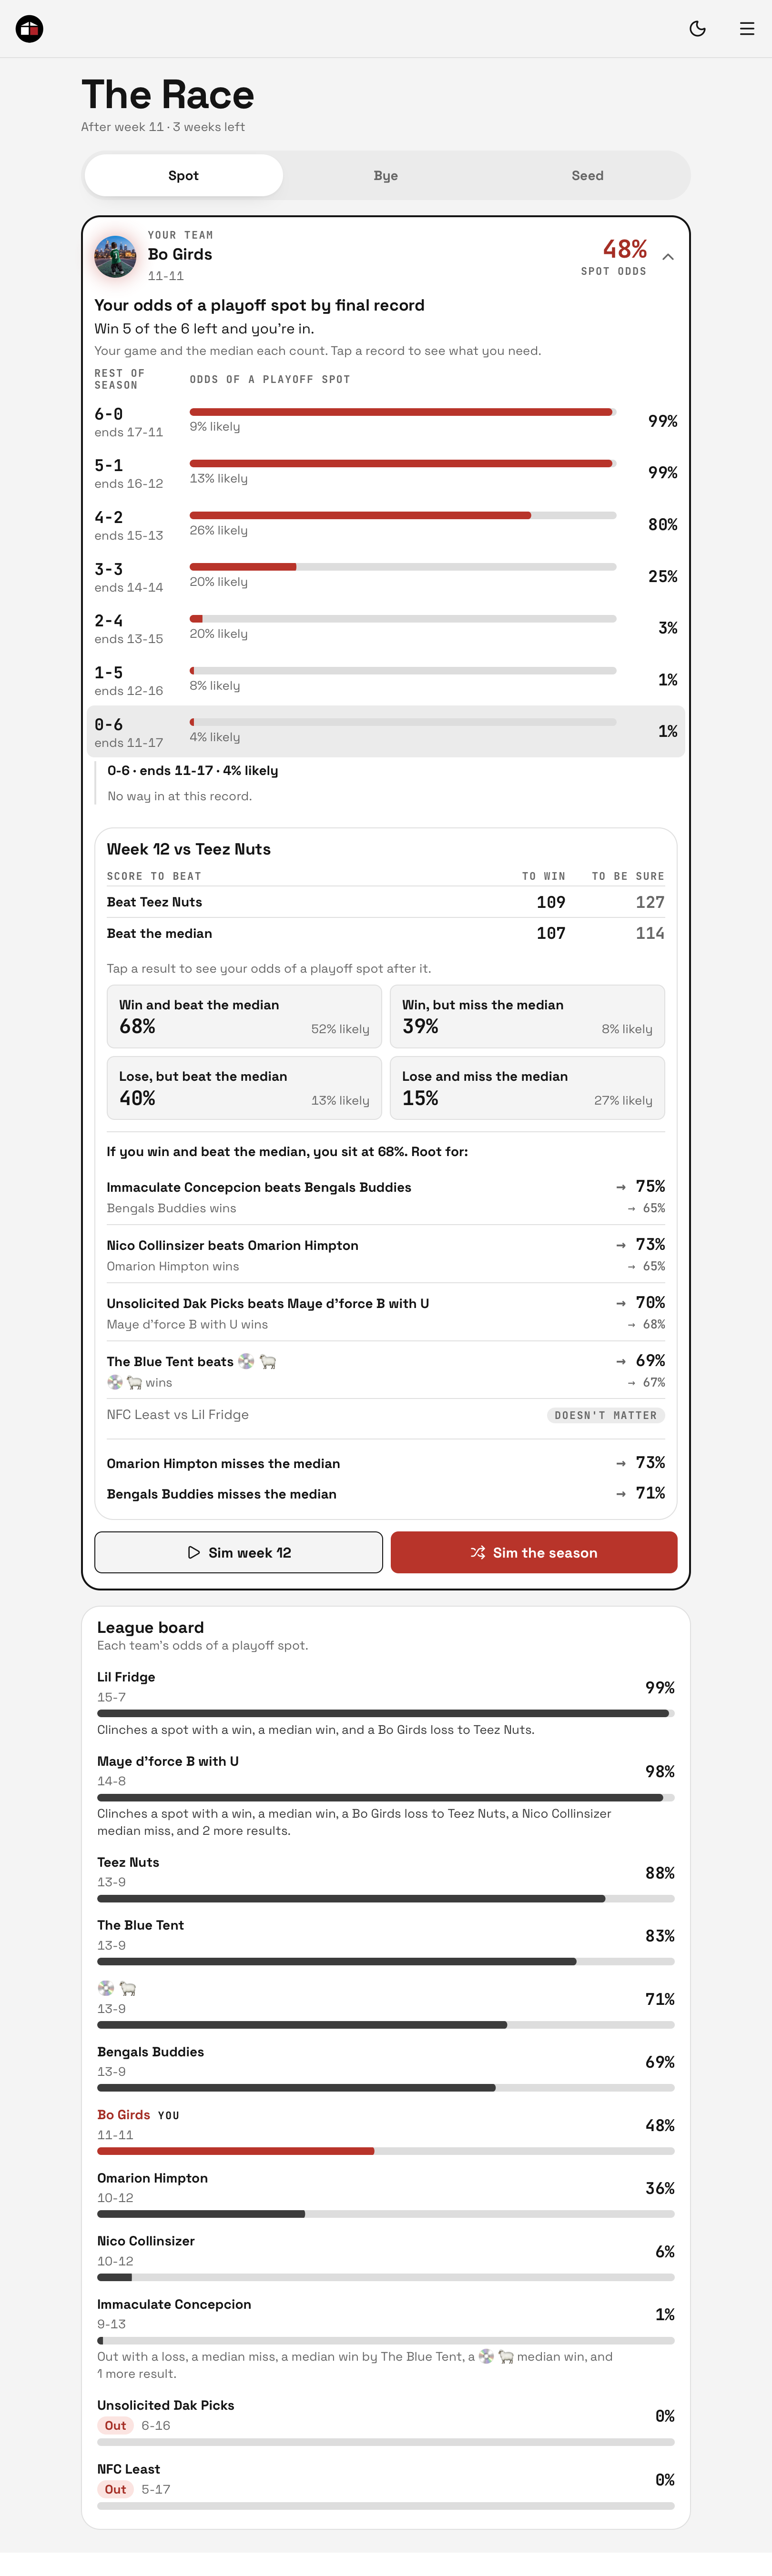 The Race
After week 11 · 3 weeks left
Spot
Bye
Seed
YOUR TEAM
Bo Girds
11-11
48%
SPOT ODDS
Your odds of a playoff spot by final record
Win 5 of the 6 left and you're in.
Your game and the median each count. Tap a record to see what you need.
REST OF
SEASON
ODDS OF A PLAYOFF SPOT
6-0
ends 17-11
9% likely
99%
5-1
ends 16-12
13% likely
99%
4-2
ends 15-13
26% likely
80%
3-3
ends 14-14
20% likely
25%
2-4
ends 13-15
20% likely
3%
1-5
ends 12-16
8% likely
1%
0-6
ends 11-17
4% likely
1%
0-6 · ends 11-17 · 4% likely
No way in at this record.
Week 12 vs Teez Nuts
SCORE TO BEAT TO WIN TO BE SURE
Beat Teez Nuts 109 127
Beat the median 107 114
Tap a result to see your odds of a playoff spot after it.
Win and beat the median
68% 52% likely
Win, but miss the median
39% 8% likely
Lose, but beat the median
40% 13% likely
Lose and miss the median
15% 27% likely
If you win and beat the median, you sit at 68%. Root for:
Immaculate Concepcion beats Bengals Buddies → 75%
Bengals Buddies wins → 65%
Nico Collinsizer beats Omarion Himpton → 73%
Omarion Himpton wins → 65%
Unsolicited Dak Picks beats Maye d'force B with U → 70%
Maye d'force B with U wins → 68%
The Blue Tent beats 💿 🐑 → 69%
💿 🐑 wins → 67%
NFC Least vs Lil Fridge DOESN'T MATTER
Omarion Himpton misses the median → 73%
Bengals Buddies misses the median → 71%
Sim week 12
Sim the season
League board
Each team's odds of a playoff spot.
Lil Fridge
15-7
99%
Clinches a spot with a win, a median win, and a Bo Girds loss to Teez Nuts.
Maye d'force B with U
14-8
98%
Clinches a spot with a win, a median win, a Bo Girds loss to Teez Nuts, a Nico Collinsizer
median miss, and 2 more results.
Teez Nuts
13-9
88%
The Blue Tent
13-9
83%
💿 🐑
13-9
71%
Bengals Buddies
13-9
69%
Bo Girds YOU
11-11
48%
Omarion Himpton
10-12
36%
Nico Collinsizer
10-12
6%
Immaculate Concepcion
9-13
1%
Out with a loss, a median miss, a median win by The Blue Tent, a 💿 🐑 median win, and
1 more result.
Unsolicited Dak Picks
Out 6-16
0%
NFC Least
Out 5-17
0%